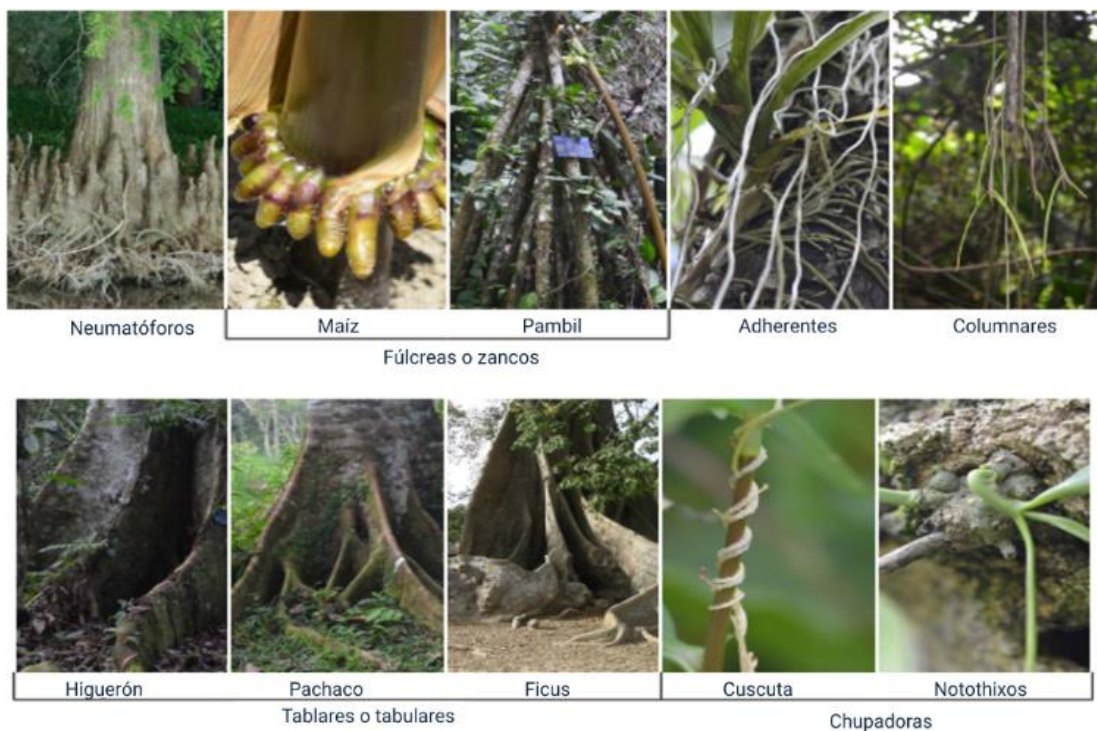 Neumatóforos Maíz Pambil Adherentes Columnares
Fúlcreas o zancos
Higuerón Pachaco Ficus Cuscuta Notothixos
Tablares o tabulares Chupadoras